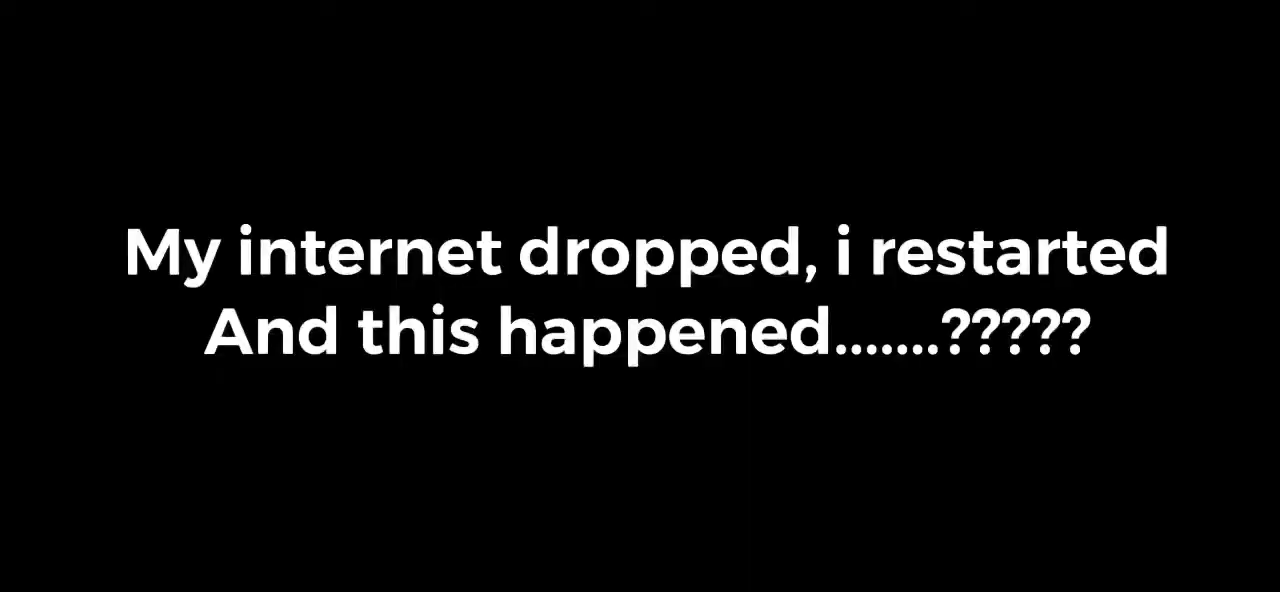 My internet dropped, i restarted
And this happened.......?????